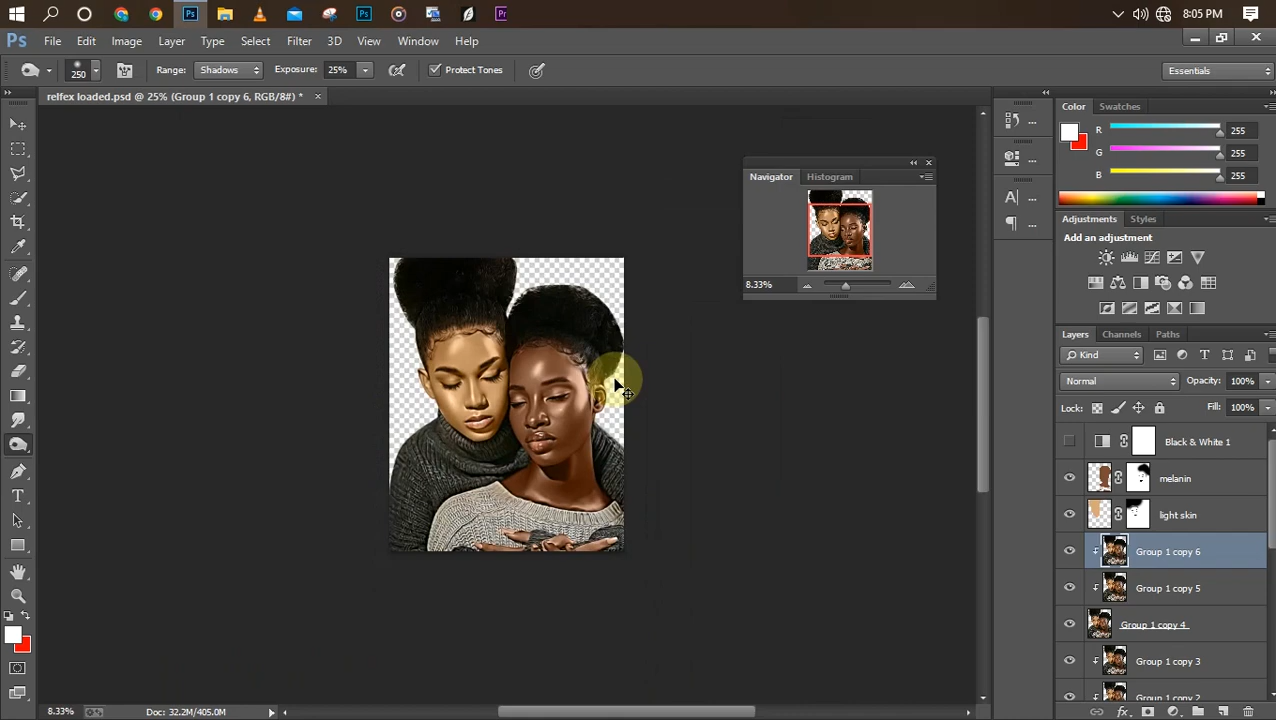 8:05 PM
Ps File Edit Image Layer Type Select Filter 3D View Window Help
250 Range: Shadows Exposure: 25% Protect Tones Essentials
relfex loaded.psd @ 25% (Group 1 copy 6, RGB/8#) *
Color Swatches
R 255
G 255
B 255
Navigator Histogram
8.33%
Adjustments Styles
Add an adjustment
Layers Channels Paths
Kind
Normal Opacity: 100%
Lock: Fill: 100%
Black & White 1
melanin
light skin
Group 1 copy 6
Group 1 copy 5
Group 1 copy 4
Group 1 copy 3
Group 1 copy 2
8.33% Doc: 32.2M/405.0M